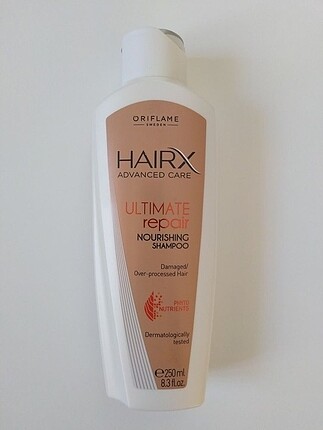 ORIFLAME
SWEDEN
HAIRX
ADVANCED CARE
ULTIMATE
repair
NOURISHING
SHAMPOO
Damaged/
Over-processed Hair
PHYTO
NUTRIENTS
Dermatologically
tested
℮250 ml.
8.3 fl.oz.